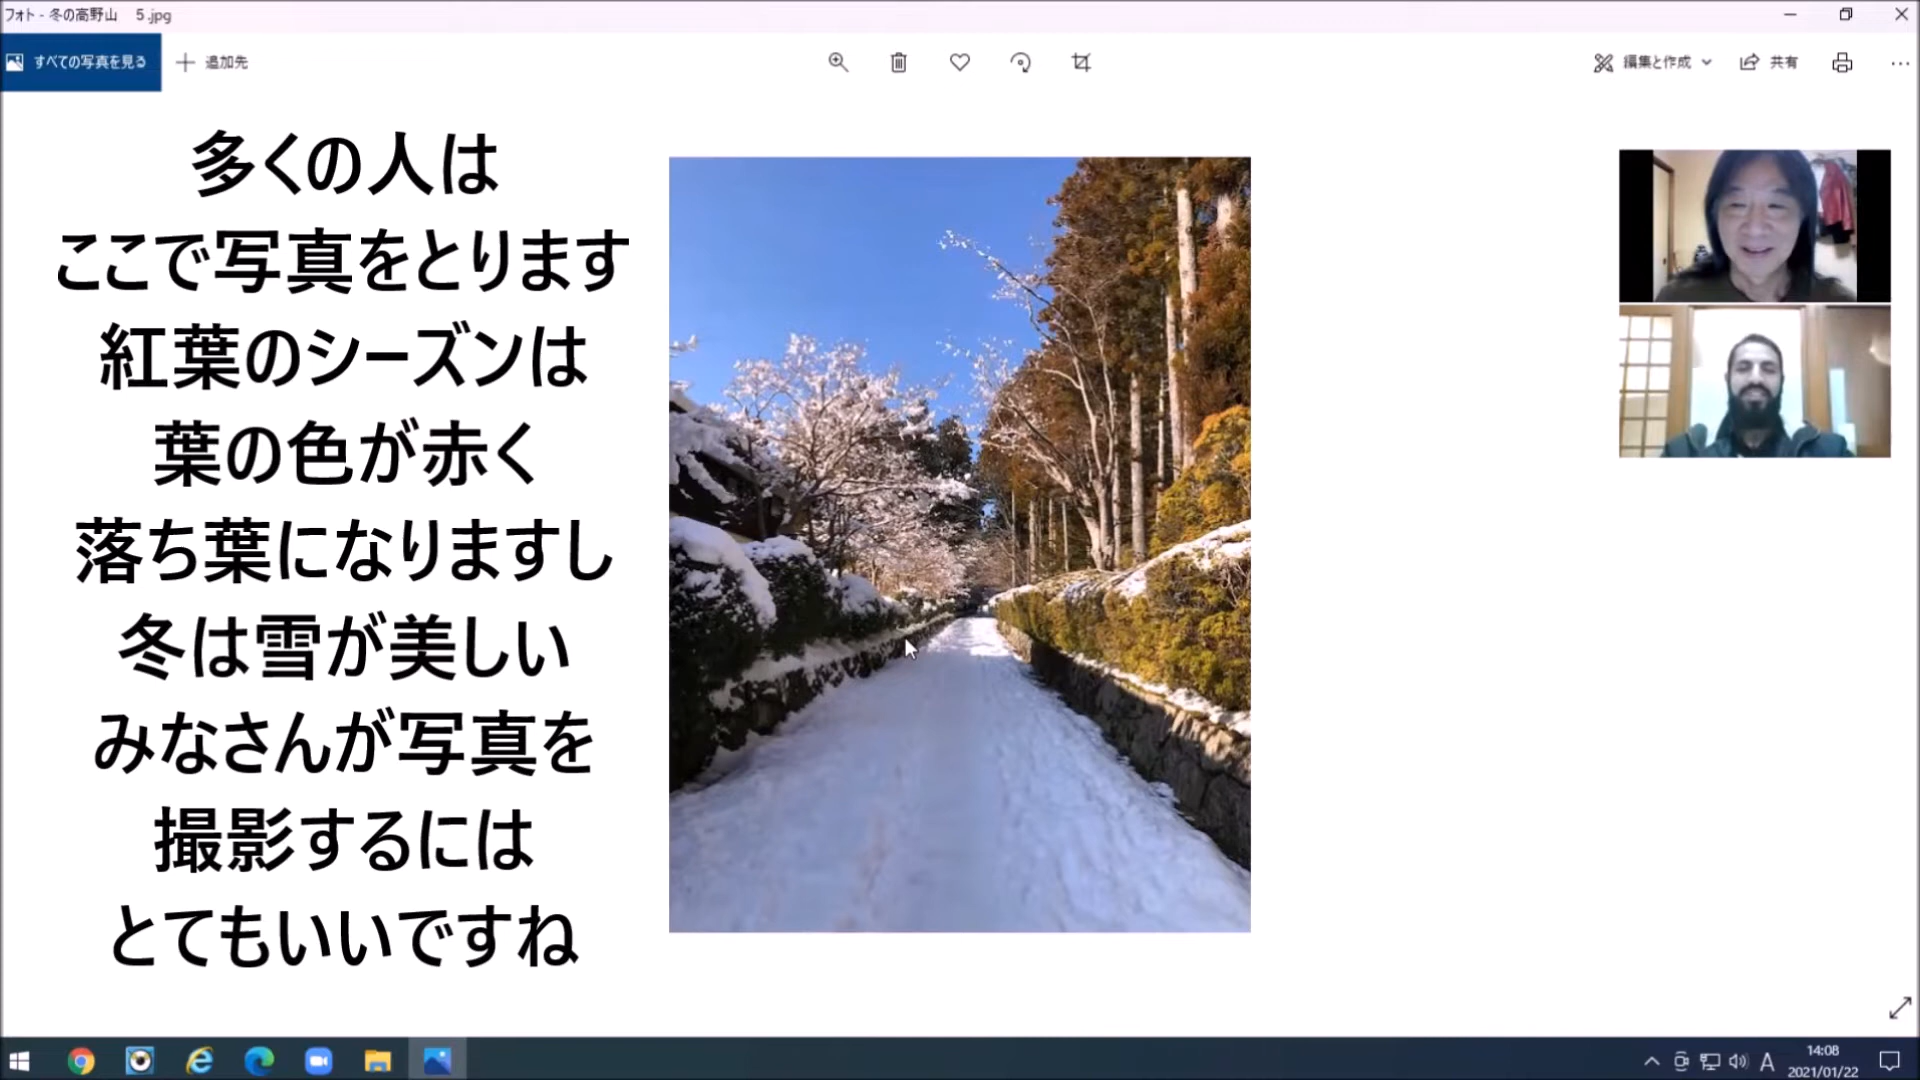 フォト - 冬の高野山　5.jpg
すべての写真を見る
追加先
編集と作成
共有
多くの人は
ここで写真をとります
紅葉のシーズンは
葉の色が赤く
落ち葉になりますし
冬は雪が美しい
みなさんが写真を
撮影するには
とてもいいですね
A
14:08
2021/01/22